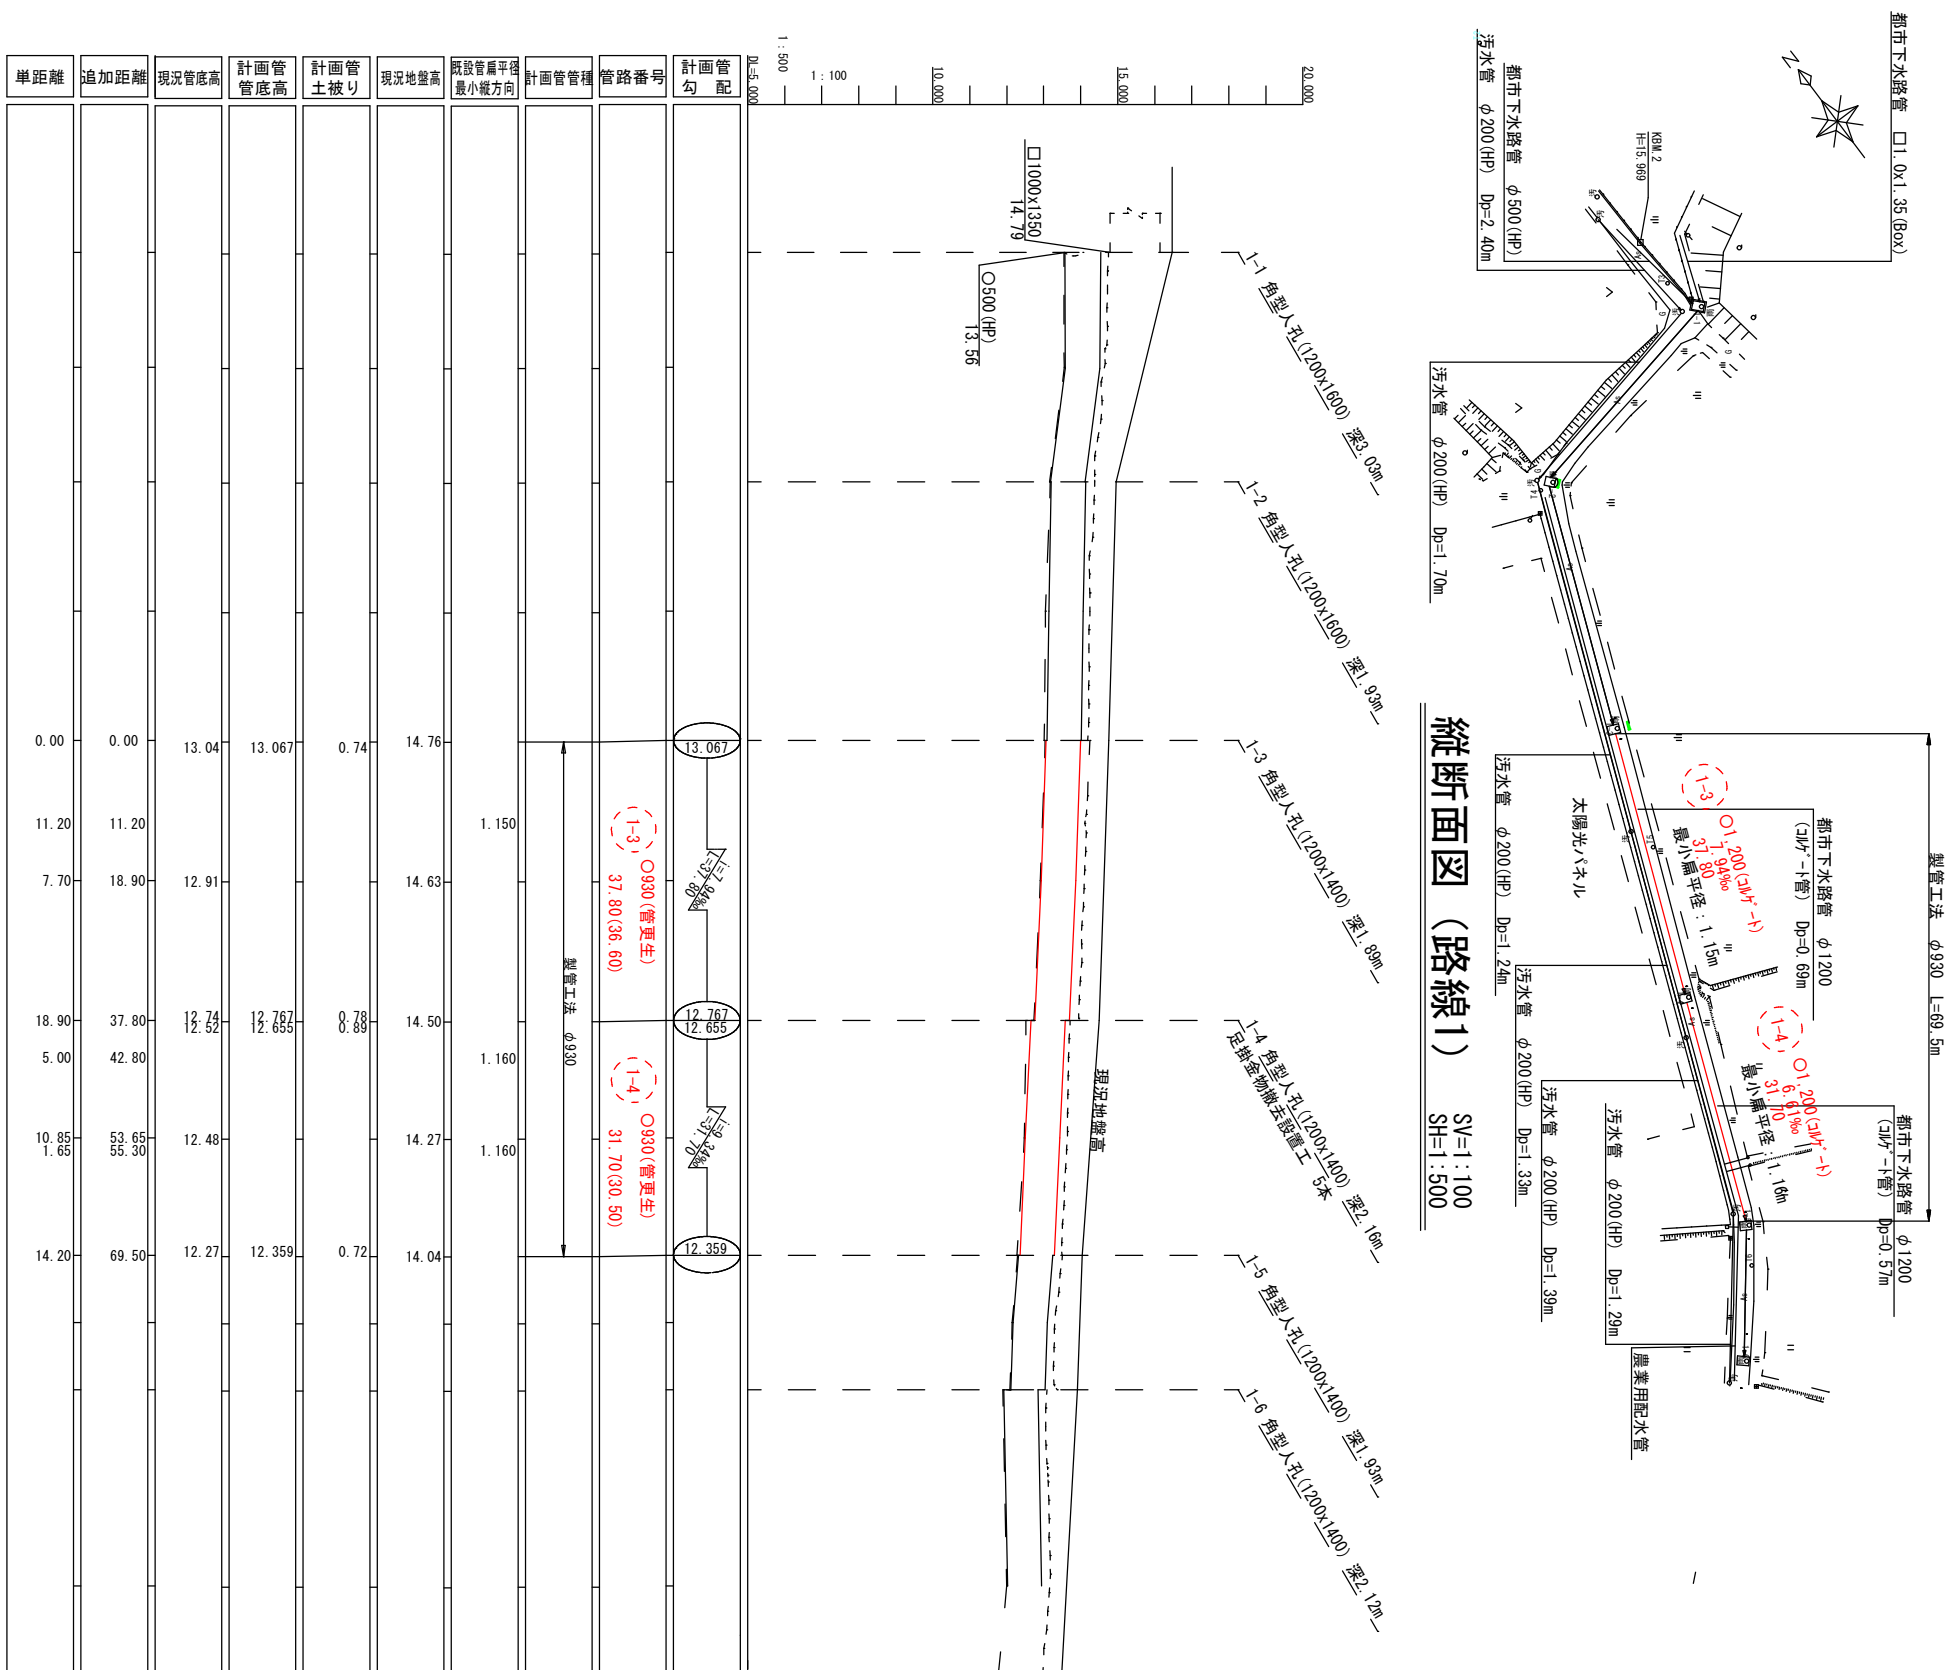 縦断面図（路線1）
SV=1:100
SH=1:500
都市下水路管　□1.0x1.35(Box)
都市下水路管　φ500(HP)
汚水管　φ200(HP)　Dp=2.40m
KBM.2
H=15.969
N
汚水管　φ200(HP)　Dp=1.70m
製管工法　φ930　L=69.5m
都市下水路管　φ1200
(ｺﾙｹﾞｰﾄ管)　Dp=0.69m
1-3
○1,200(ｺﾙｹﾞｰﾄ)
7.94‰
37.80
最小扁平径：1.15m
太陽光パネル
汚水管　φ200(HP)　Dp=1.24m
都市下水路管　φ1200
(ｺﾙｹﾞｰﾄ管)　Dp=0.57m
1-4
○1,200(ｺﾙｹﾞｰﾄ)
6.61‰
31.70
最小扁平径：1.16m
汚水管　φ200(HP)　Dp=1.33m
汚水管　φ200(HP)　Dp=1.39m
汚水管　φ200(HP)　Dp=1.29m
農業用配水管
1-1 角型人孔(1200x1600) 深3.03m
1-2 角型人孔(1200x1600) 深1.93m
1-3 角型人孔(1200x1400) 深1.89m
1-4 角型人孔(1200x1400) 深2.16m
足掛金物撤去設置工 5本
1-5 角型人孔(1200x1400) 深1.93m
1-6 角型人孔(1200x1400) 深2.12m
20.000
15.000
10.000
DL=5.000
1:100
1:500
□1000x1350
14.79
○500(HP)
13.56
現況地盤高
計画管
勾　配
13.067
i=7.94‰
L=37.80
12.767
12.655
i=9.34‰
L=31.70
12.359
管路番号
1-3
○930(管更生)
37.80(36.60)
1-4
○930(管更生)
31.70(30.50)
計画管管種
製管工法　φ930
既設管扁平径
最小縦方向
1.150
1.160
1.160
現況地盤高
14.76
14.63
14.50
14.27
14.04
計画管
土被り
0.74
0.78
0.89
0.72
計画管
管底高
13.067
12.767
12.655
12.359
現況管底高
13.04
12.91
12.74
12.52
12.48
12.27
追加距離
0.00
11.20
18.90
37.80
42.80
53.65
55.30
69.50
単距離
0.00
11.20
7.70
18.90
5.00
10.85
1.65
14.20